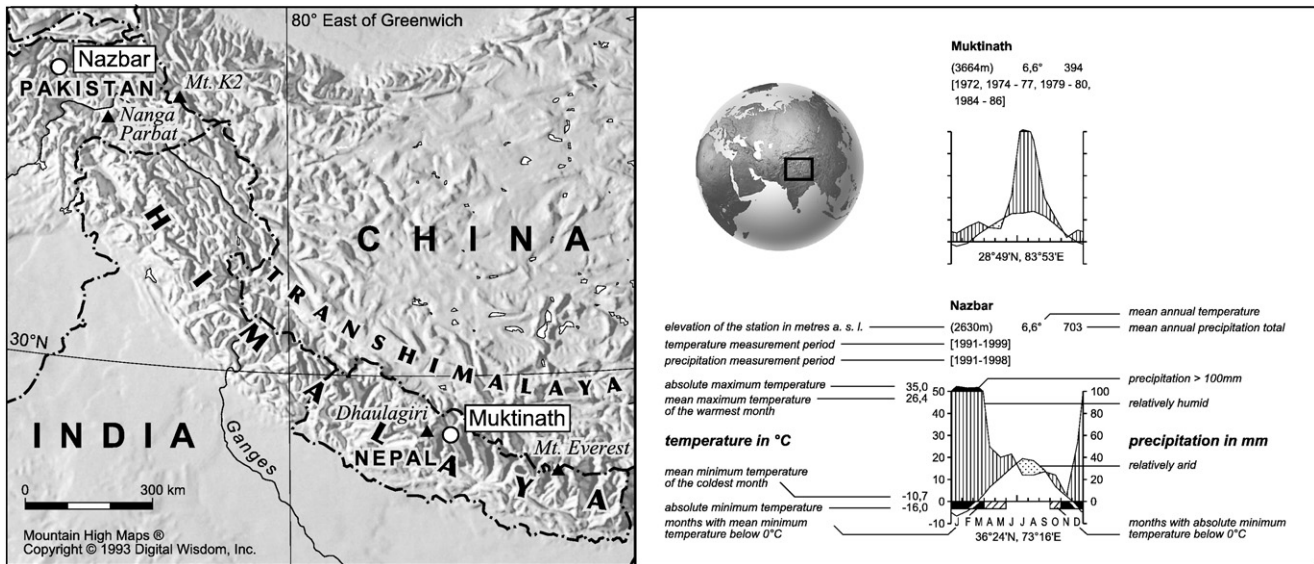 80° East of Greenwich
Nazbar
PAKISTAN
Mt. K2
Nanga
Parbat
CHINA
HIMALAYA
TRANSHIMALAYA
30°N
INDIA
Ganges
Dhaulagiri
Muktinath
NEPAL
Mt. Everest
0 300 km
Mountain High Maps ®
Copyright © 1993 Digital Wisdom, Inc.
Muktinath
(3664m) 6,6° 394
[1972, 1974 - 77, 1979 - 80,
1984 - 86]
28°49'N, 83°53'E
Nazbar
mean annual temperature
elevation of the station in metres a. s. l. (2630m) 6,6° 703 mean annual precipitation total
temperature measurement period [1991-1999]
precipitation measurement period [1991-1998]
absolute maximum temperature 35,0 50 100 precipitation > 100mm
mean maximum temperature 26,4
of the warmest month
relatively humid
40 80
temperature in °C 30 60 precipitation in mm
20 40
relatively arid
mean minimum temperature
of the coldest month
10 20
-10,7 0 0
absolute minimum temperature -16,0
months with mean minimum
temperature below 0°C
-10 J F M A M J J A S O N D
months with absolute minimum
temperature below 0°C
36°24'N, 73°16'E